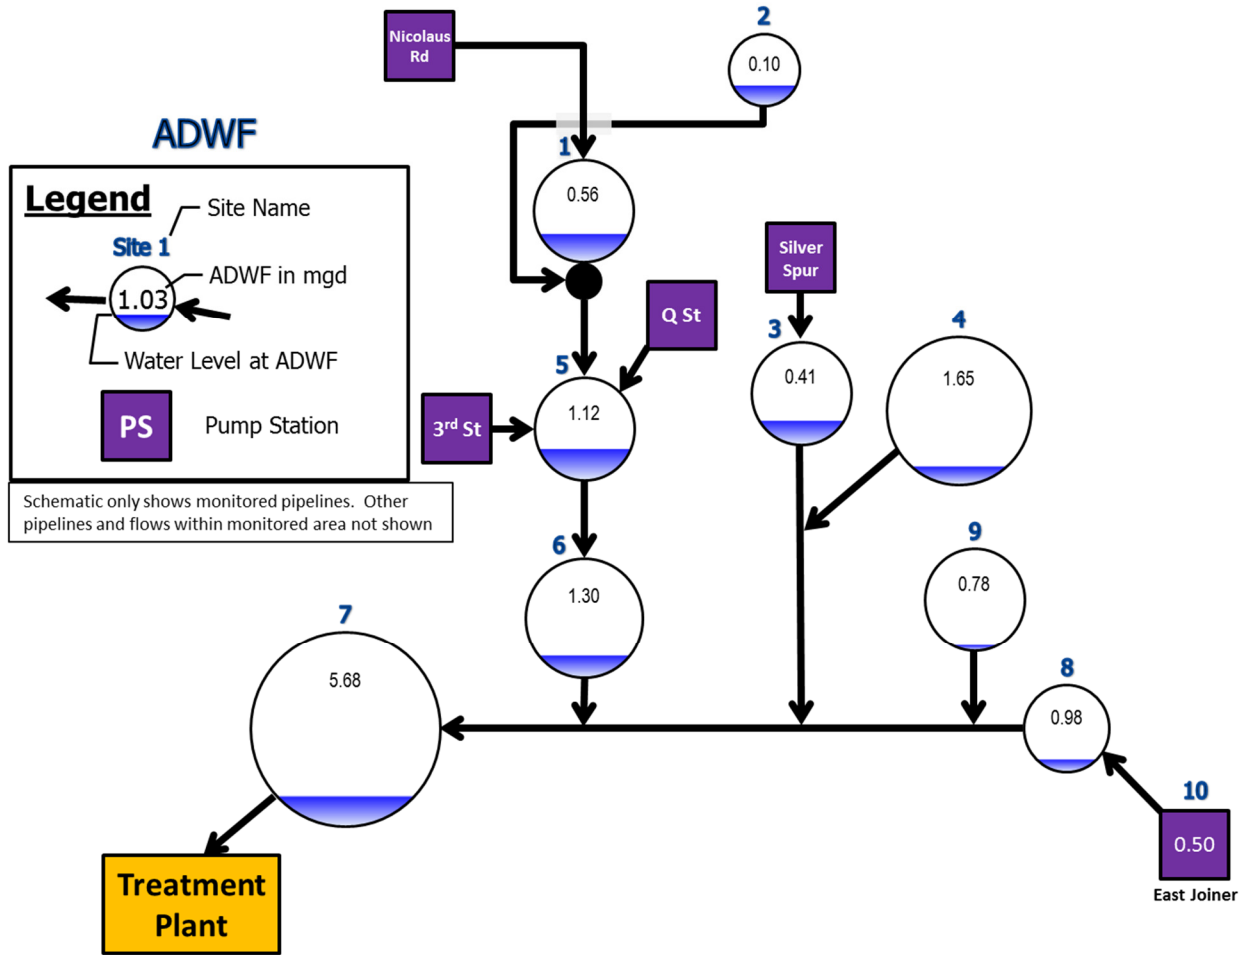 Nicolaus
Rd
2
0.10
ADWF
1
0.56
Legend
Site Name
Site 1
ADWF in mgd
1.03
Water Level at ADWF
PS
Pump Station
Schematic only shows monitored pipelines.  Other
pipelines and flows within monitored area not shown
Silver
Spur
Q St
3
0.41
4
1.65
5
1.12
3rd St
6
1.30
9
0.78
7
5.68
8
0.98
10
0.50
East Joiner
Treatment
Plant